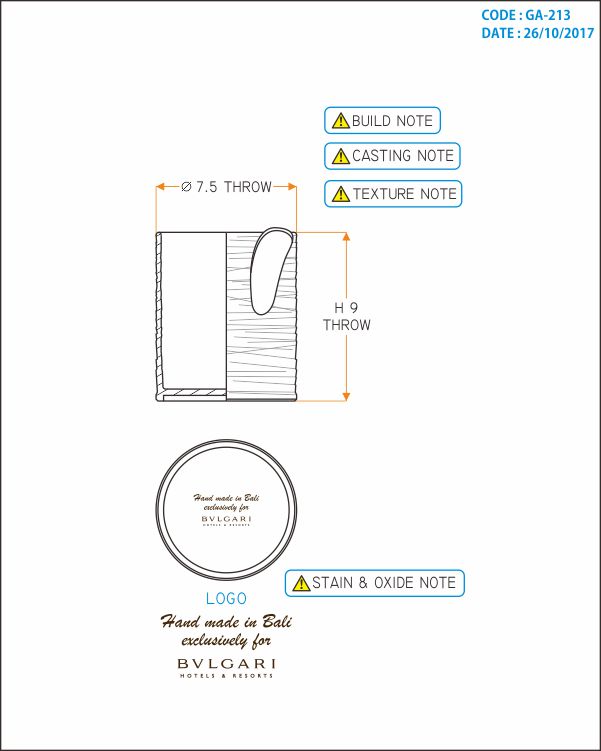 CODE : GA-213
DATE : 26/10/2017
BUILD NOTE
CASTING NOTE
TEXTURE NOTE
Ø 7.5 THROW
H 9
THROW
Hand made in Bali
exclusively for
BVLGARI
HOTELS & RESORTS
STAIN & OXIDE NOTE
LOGO
Hand made in Bali
exclusively for
BVLGARI
HOTELS & RESORTS